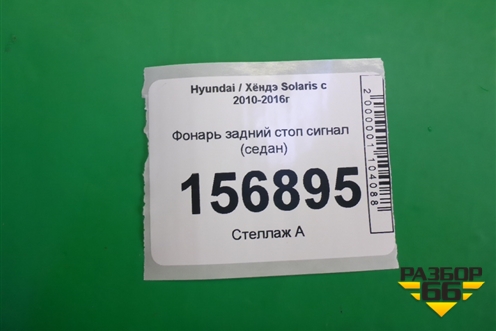 Hyundai / Хёндэ Solaris с
2010-2016г
Фонарь задний стоп сигнал
(седан)
156895
Стеллаж А
2000001104088
РАЗБОР
66